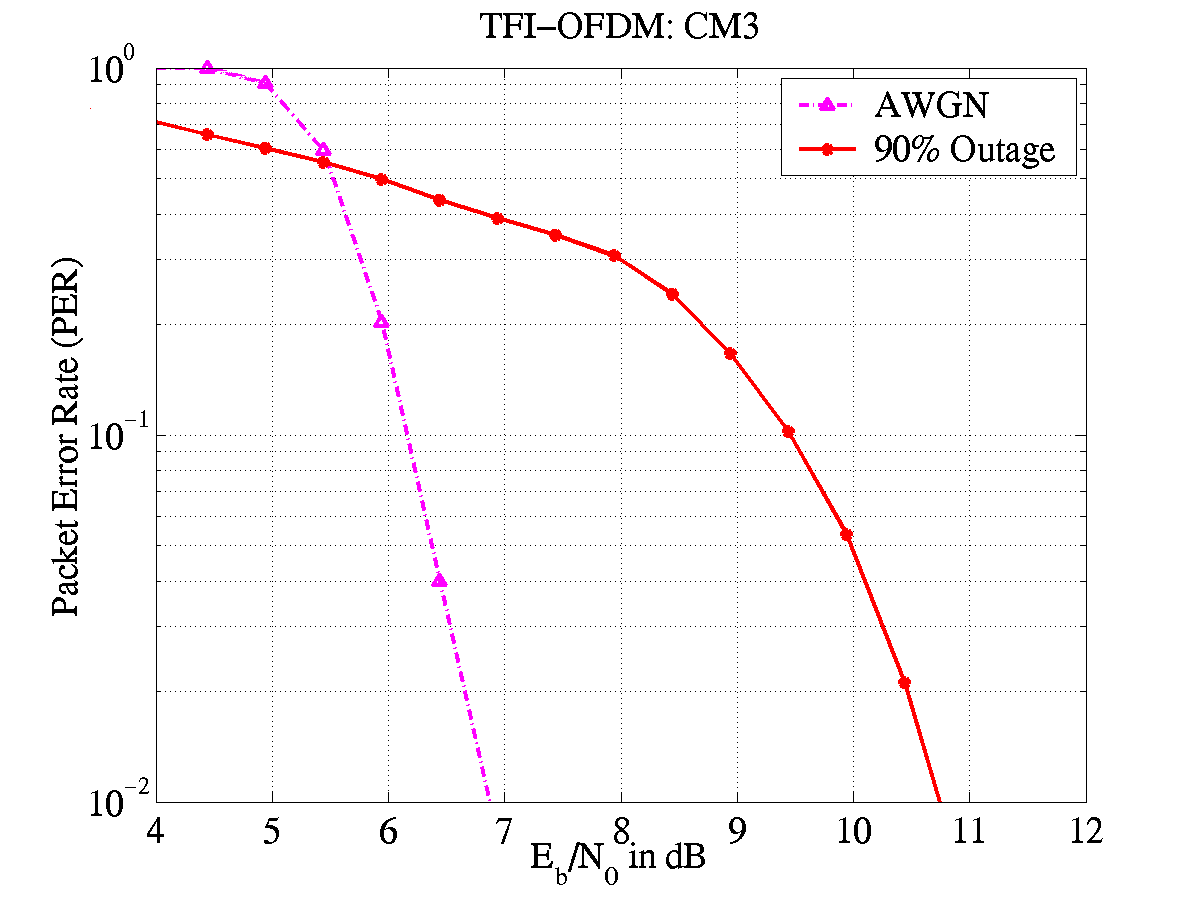 TFI−OFDM: CM3
10^0
AWGN
90% Outage
Packet Error Rate (PER)
10^−1
10^−2
4 5 6 7 8 9 10 11 12
E_b/N_0 in dB